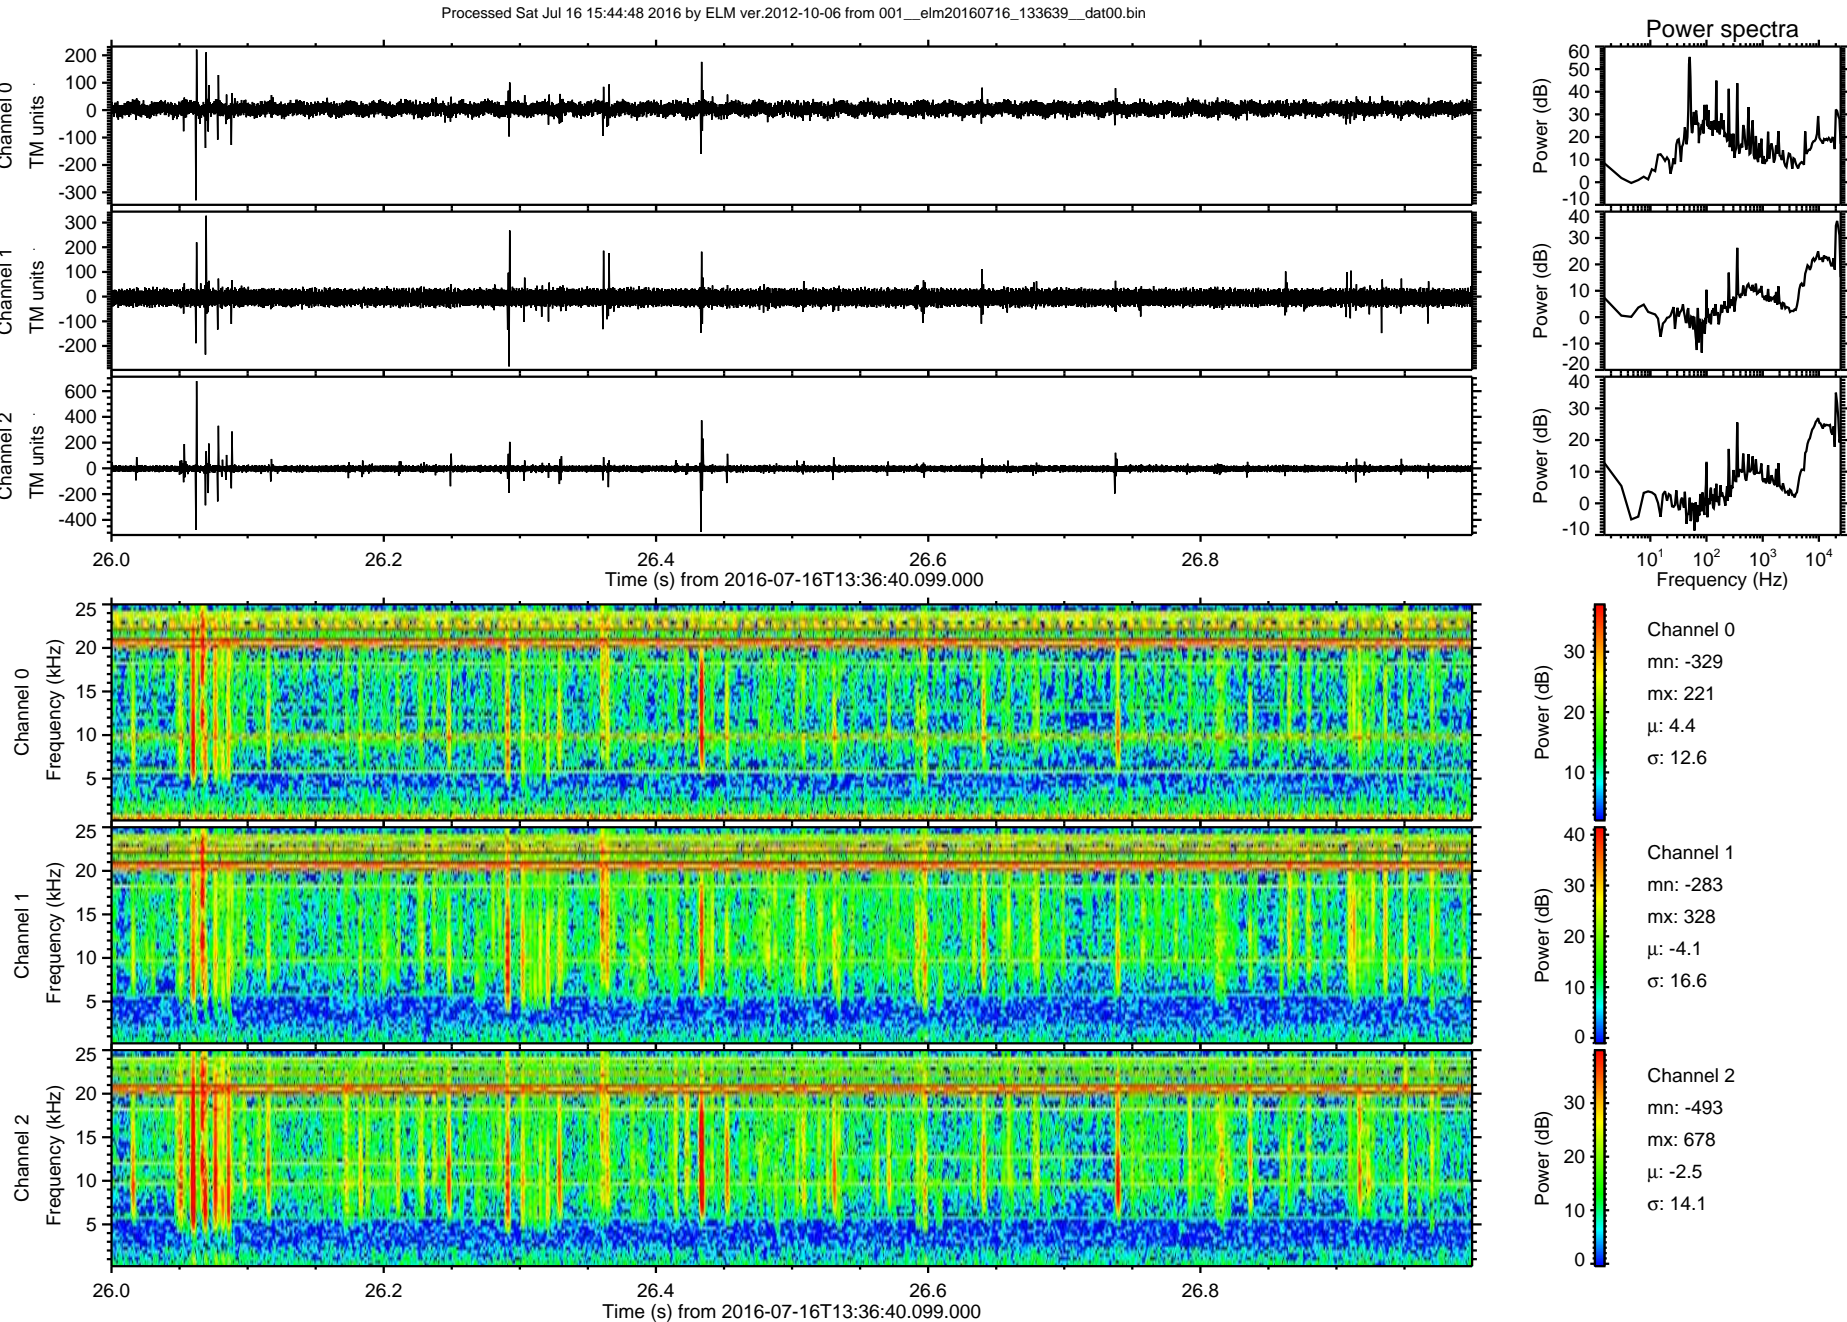 Processed Sat Jul 16 15:44:48 2016 by ELM ver.2012-10-06 from 001__elm20160716_133639__dat00.bin
Power spectra
Channel 0
TM units
200
100
0
-100
-200
-300
Power (dB)
60
50
40
30
20
10
0
-10
Channel 1
TM units
300
200
100
0
-100
-200
Power (dB)
40
30
20
10
0
-10
-20
Channel 2
TM units
600
400
200
0
-200
-400
Power (dB)
40
30
20
10
0
-10
26.0 26.2 26.4 26.6 26.8
Time (s) from 2016-07-16T13:36:40.099.000
10¹ 10² 10³ 10⁴
Frequency (Hz)
Channel 0
Frequency (kHz)
25
20
15
10
5
Power (dB)
30
20
10
Channel 0
mn: -329
mx: 221
μ: 4.4
σ: 12.6
Channel 1
Frequency (kHz)
25
20
15
10
5
Power (dB)
40
30
20
10
0
Channel 1
mn: -283
mx: 328
μ: -4.1
σ: 16.6
Channel 2
Frequency (kHz)
25
20
15
10
5
Power (dB)
30
20
10
0
Channel 2
mn: -493
mx: 678
μ: -2.5
σ: 14.1
26.0 26.2 26.4 26.6 26.8
Time (s) from 2016-07-16T13:36:40.099.000